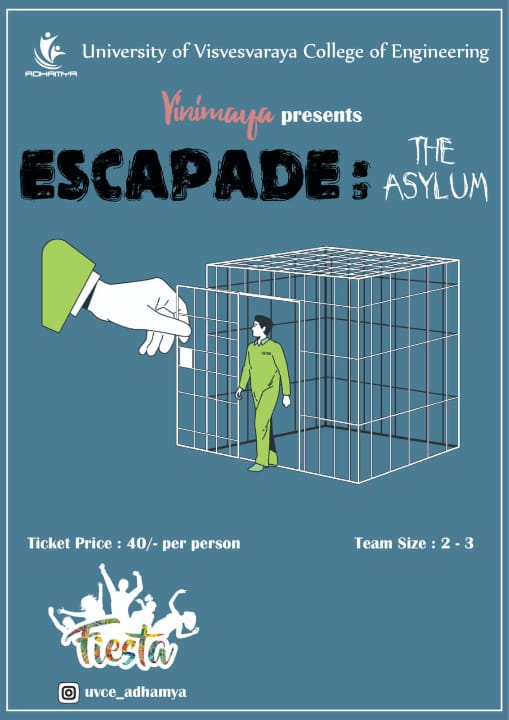 ADHAMYA
University of Visvesvaraya College of Engineering
Vinimaya presents
ESCAPADE: THE ASYLUM
Ticket Price : 40/- per person
Team Size : 2 - 3
Fiesta
uvce_adhamya